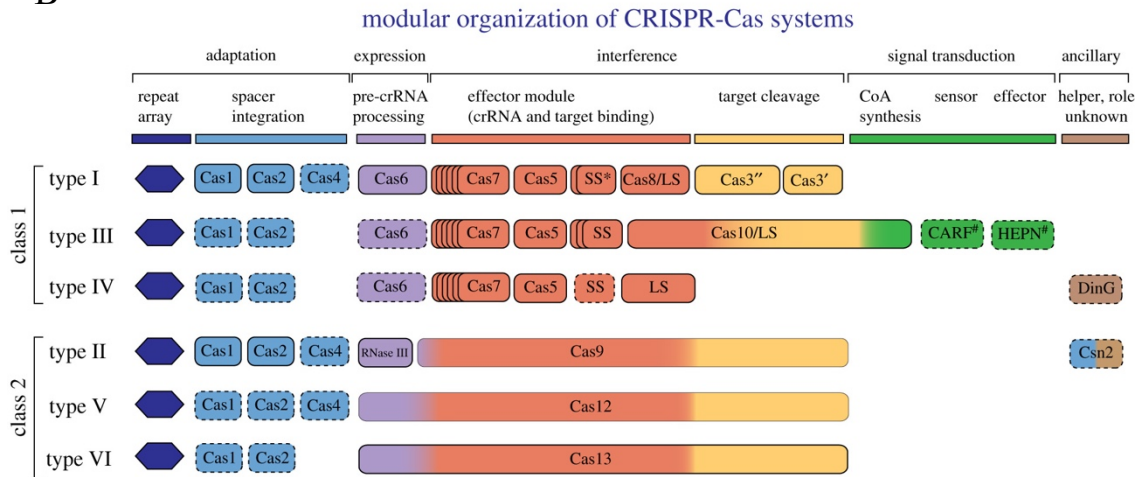 B
modular organization of CRISPR-Cas systems
adaptation expression interference signal transduction ancillary
repeat array
spacer integration
pre-crRNA processing
effector module (crRNA and target binding)
target cleavage
CoA synthesis
sensor effector
helper, role unknown
class 1
type I Cas1 Cas2 Cas4 Cas6 Cas7 Cas5 SS* Cas8/LS Cas3″ Cas3′
type III Cas1 Cas2 Cas6 Cas7 Cas5 SS Cas10/LS CARF# HEPN#
type IV Cas1 Cas2 Cas6 Cas7 Cas5 SS LS DinG
class 2
type II Cas1 Cas2 Cas4 RNase III Cas9 Csn2
type V Cas1 Cas2 Cas4 Cas12
type VI Cas1 Cas2 Cas13